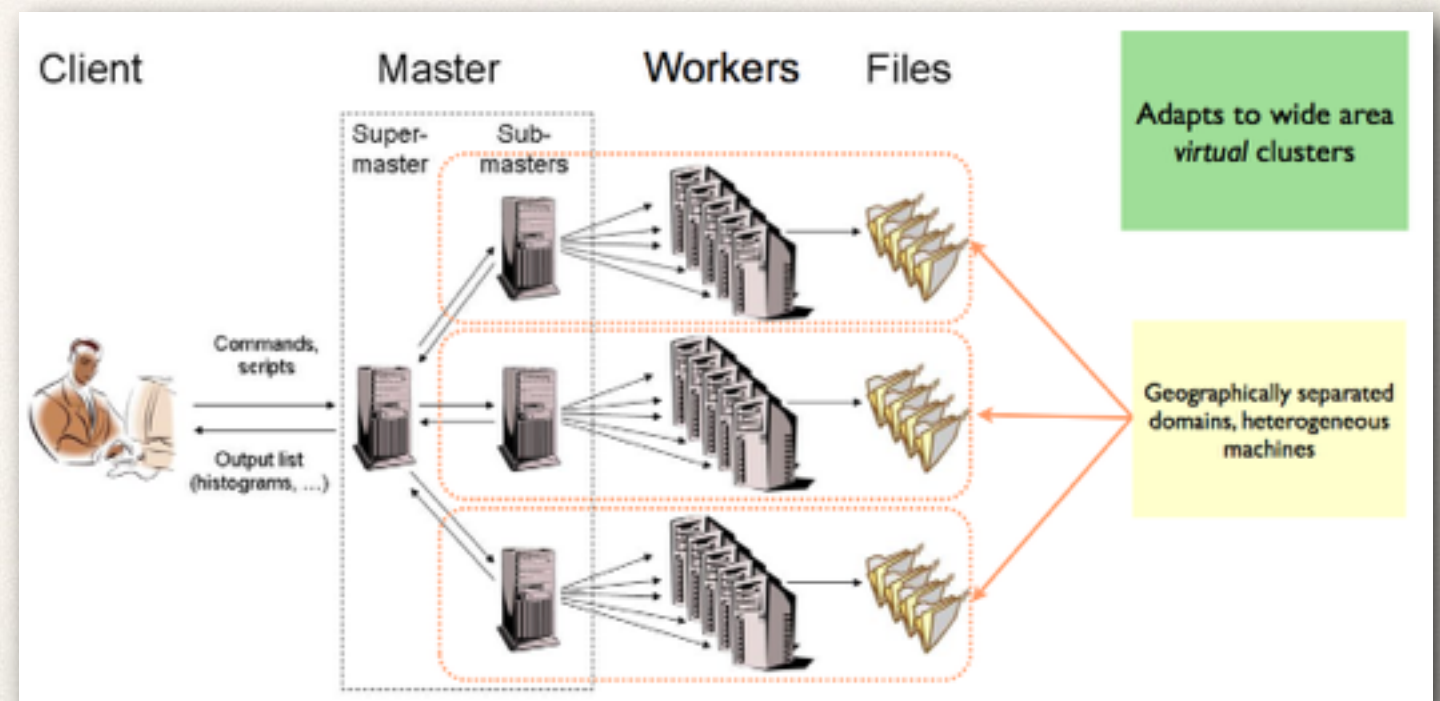 Client
Master
Workers
Files
Super-
master
Sub-
masters
Adapts to wide area
virtual clusters
Commands,
scripts
Output list
(histograms, ...)
Geographically separated
domains, heterogeneous
machines